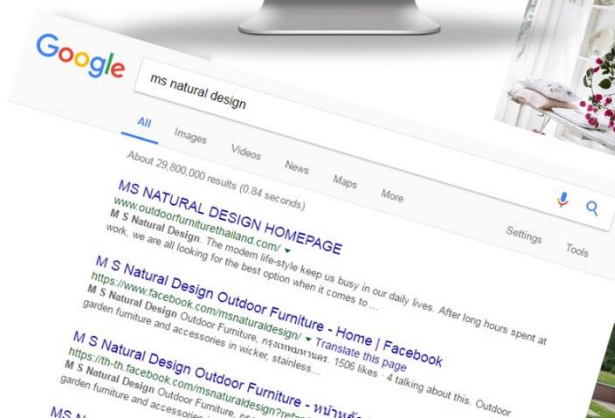 Google
ms natural design
All Images Videos News Maps More Settings Tools
About 29,800,000 results (0.84 seconds)
MS NATURAL DESIGN HOMEPAGE
www.outdoorfurniturethailand.com/
M S Natural Design. The modern life-style keep us busy in our daily lives. After long hours spent at
work, we are all looking for the best option when it comes to ...
M S Natural Design Outdoor Furniture - Home | Facebook
https://www.facebook.com/msnaturaldesign/ Translate this page
M S Natural Design Outdoor Furniture, กรุงเทพมหานคร. 1506 likes · 4 talking about this. Outdoor
garden furniture and accessories in wicker, stainless...
M S Natural Design Outdoor Furniture - หน้าหลัก
https://th-th.facebook.com/msnaturaldesign?
M S Natural Design Outdoor Furniture,
garden furniture and accessories
MS